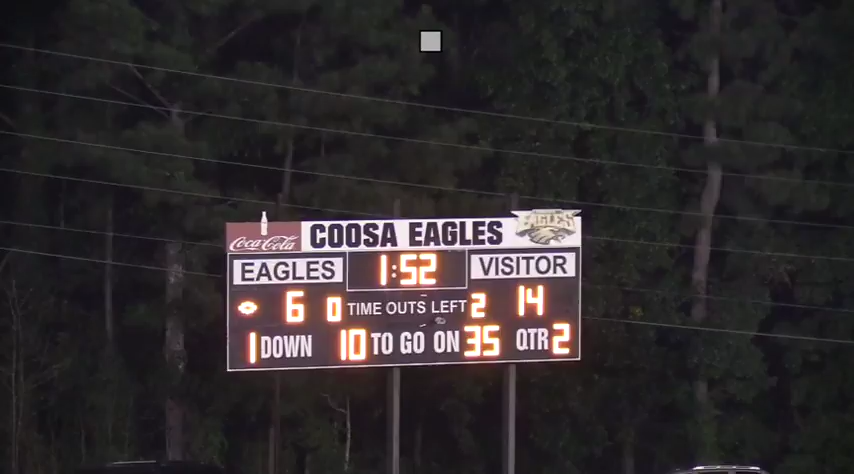 Coca-Cola COOSA EAGLES EAGLES
EAGLES 1:52 VISITOR
6 0 TIME OUTS LEFT 2 14
1 DOWN 10 TO GO ON 35 QTR 2